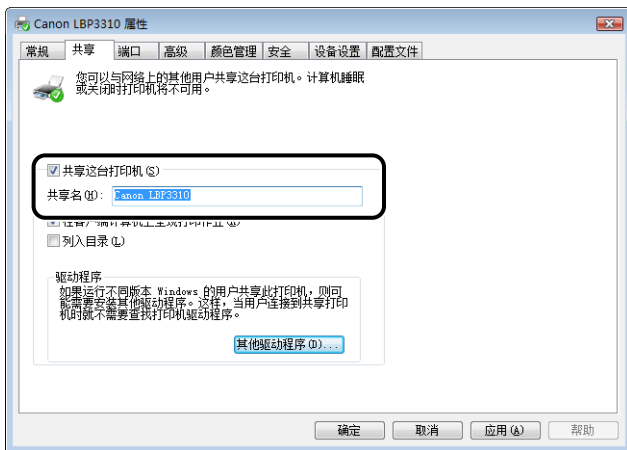 Canon LBP3310 属性
常规 共享 端口 高级 颜色管理 安全 设备设置 配置文件
您可以与网络上的其他用户共享这台打印机。计算机睡眠
或关闭时打印机将不可用。
共享这台打印机(S)
共享名(H): Canon LBP3310
列入目录(L)
驱动程序
如果运行不同版本 Windows 的用户共享此打印机，则可
能需要安装其他驱动程序。这样，当用户连接到共享打印
机时就不需要查找打印机驱动程序。
其他驱动程序(D)...
确定 取消 应用(A) 帮助